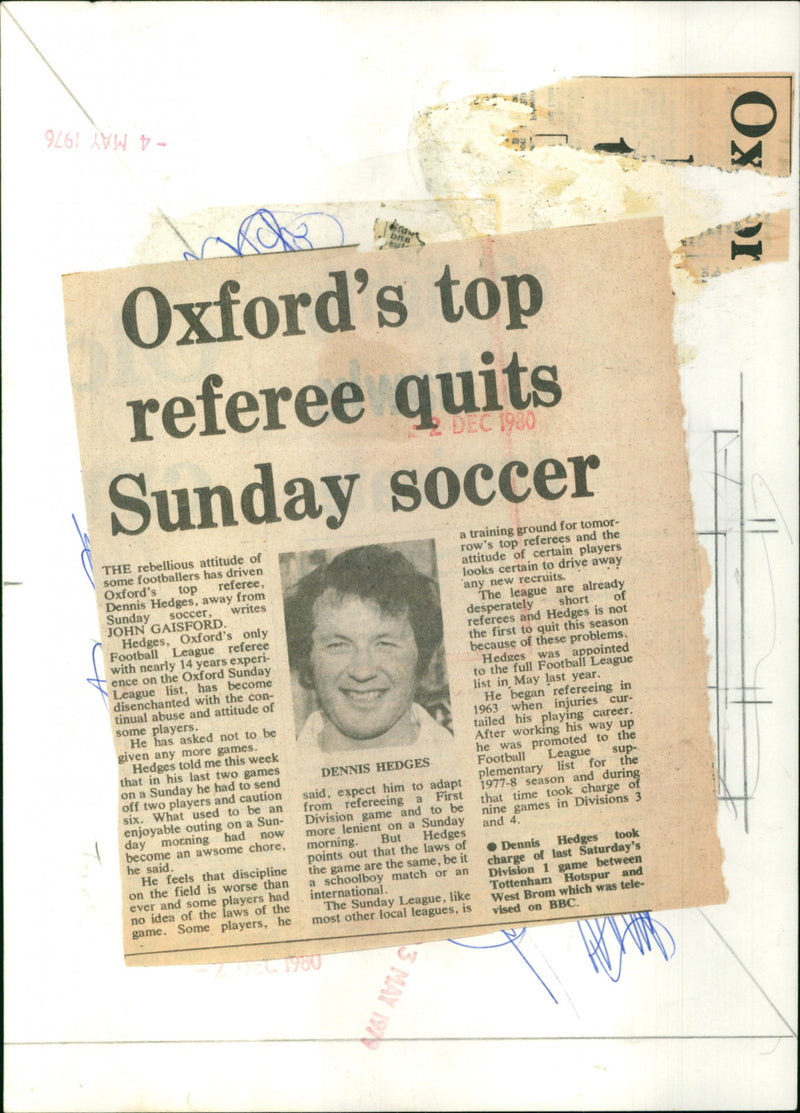 - 4 MAY 1976
Ox
or
Oxford's top
referee quits
Sunday soccer
2 DEC 1980
THE rebellious attitude of
some footballers has driven
Oxford's top referee,
Dennis Hedges, away from
Sunday soccer, writes
JOHN GAISFORD.
Hedges, Oxford's only
Football League referee
with nearly 14 years experi-
ence on the Oxford Sunday
League list, has become
disenchanted with the con-
tinual abuse and attitude of
some players.
He has asked not to be
given any more games.
Hedges told me this week
that in his last two games
on a Sunday he had to send
off two players and caution
six. What used to be an
enjoyable outing on a Sun-
day morning had now
become an awsome chore,
he said.
He feels that discipline
on the field is worse than
ever and some players had
no idea of the laws of the
game. Some players, he
DENNIS HEDGES
said, expect him to adapt
from refereeing a First
Division game and to be
more lenient on a Sunday
morning. But Hedges
points out that the laws of
the game are the same, be it
a schoolboy match or an
international.
The Sunday League, like
most other local leagues, is
a training ground for tomor-
row's top referees and the
attitude of certain players
looks certain to drive away
any new recruits.
The league are already
desperately short of
referees and Hedges is not
the first to quit this season
because of these problems.
Hedges was appointed
to the full Football League
list in May last year.
He began refereeing in
1963 when injuries cur-
tailed his playing career.
After working his way up
he was promoted to the
Football League sup-
plementary list for the
1977-8 season and during
that time took charge of
nine games in Divisions 3
and 4.
● Dennis Hedges took
charge of last Saturday's
Division 1 game between
Tottenham Hotspur and
West Brom which was tele-
vised on BBC.
- 2 DEC 1980
3 MAY 1979